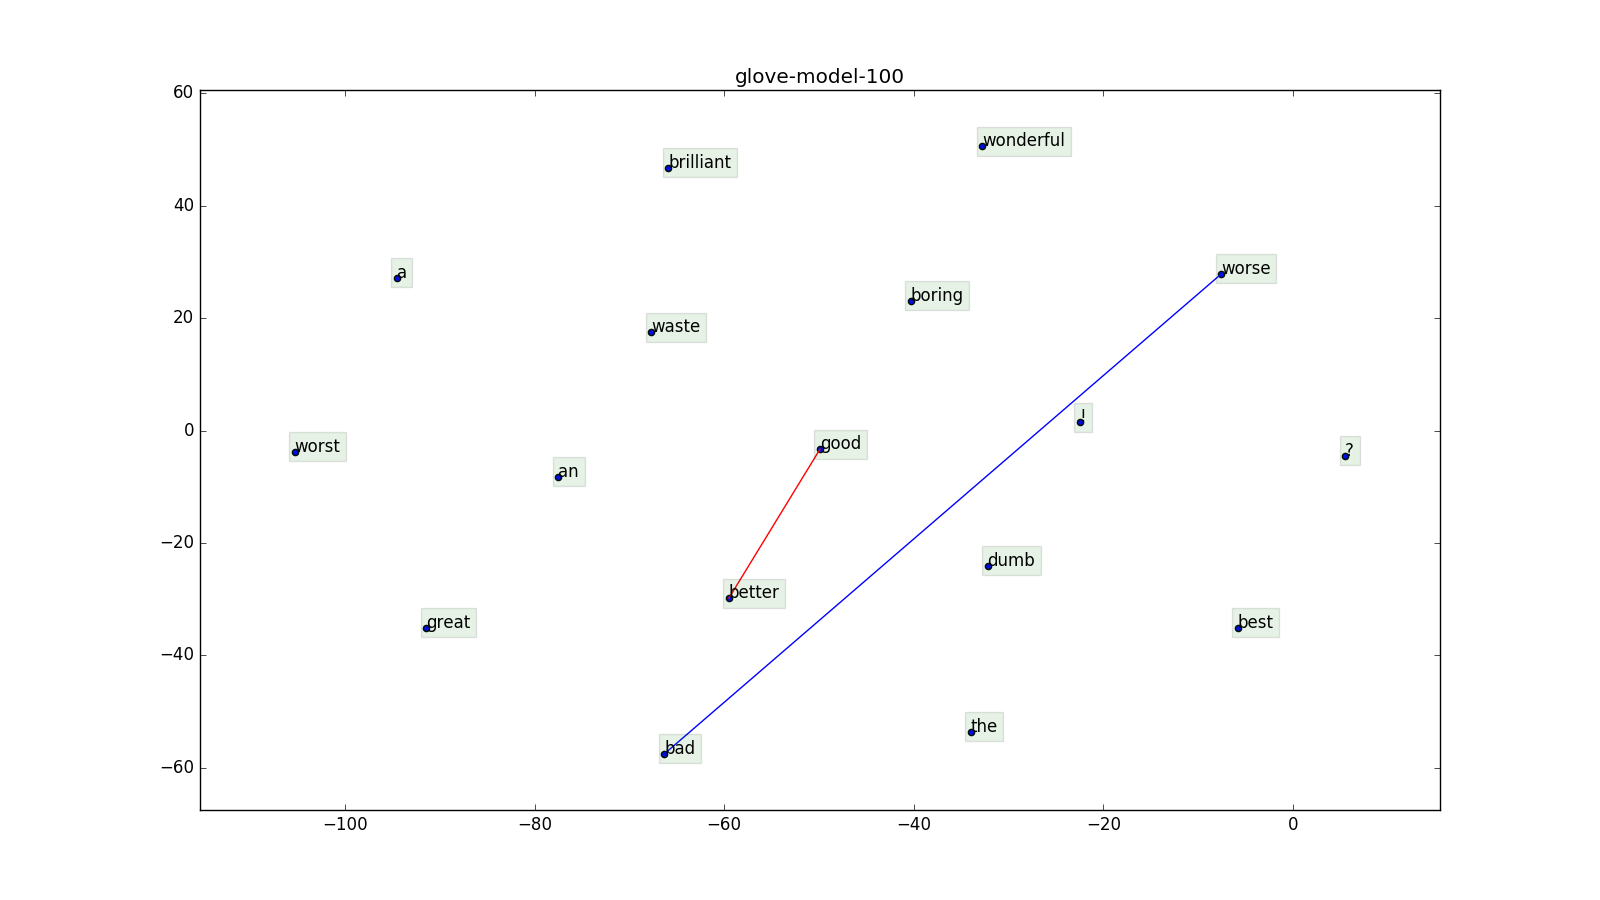 glove-model-100
60
wonderful
brilliant
40
worse
a
boring
20
waste
!
0
good
worst
?
an
−20
dumb
better
great
best
−40
the
bad
−60
−100
−80
−60
−40
−20
0